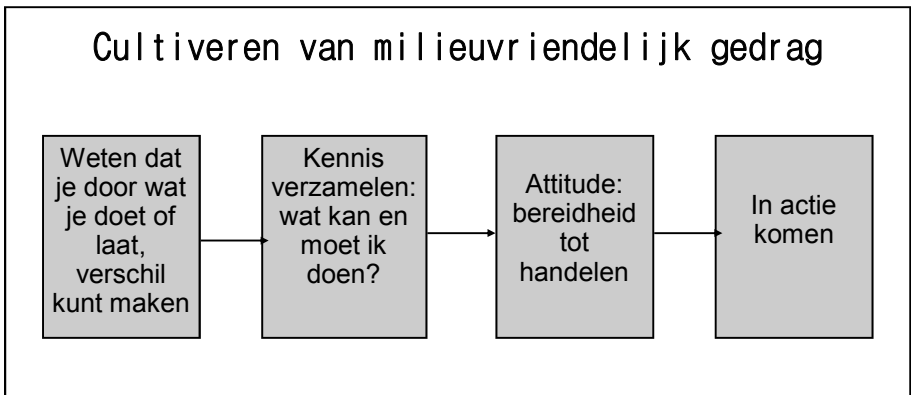 Cultiveren van milieuvriendelijk gedrag
Weten dat
je door wat
je doet of
laat,
verschil
kunt maken
Kennis
verzamelen:
wat kan en
moet ik
doen?
Attitude:
bereidheid
tot
handelen
In actie
komen